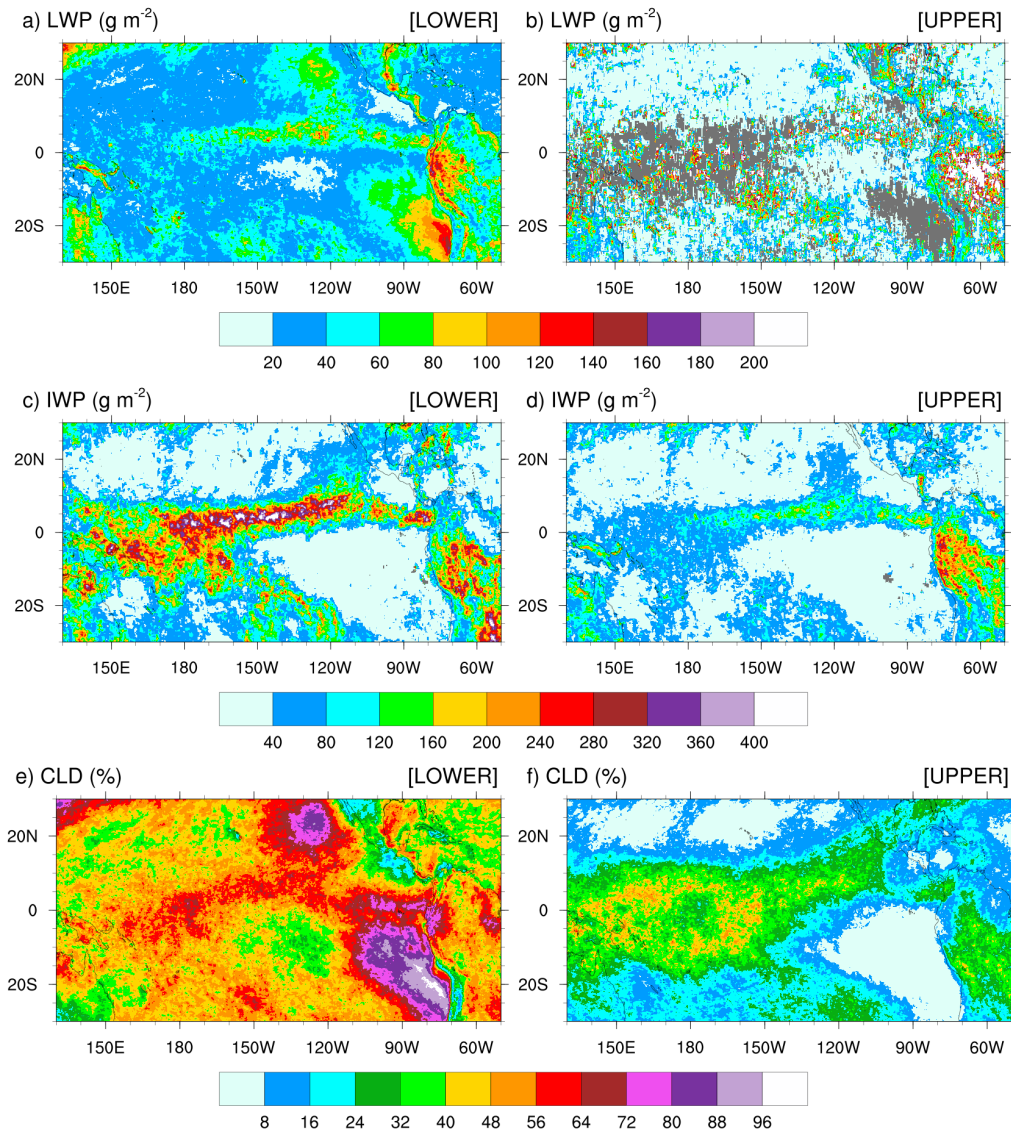 a) LWP (g m⁻²) [LOWER] b) LWP (g m⁻²) [UPPER]
20N 20N
0 0
20S 20S
150E 180 150W 120W 90W 60W 150E 180 150W 120W 90W 60W
20 40 60 80 100 120 140 160 180 200
c) IWP (g m⁻²) [LOWER] d) IWP (g m⁻²) [UPPER]
20N 20N
0 0
20S 20S
150E 180 150W 120W 90W 60W 150E 180 150W 120W 90W 60W
40 80 120 160 200 240 280 320 360 400
e) CLD (%) [LOWER] f) CLD (%) [UPPER]
20N 20N
0 0
20S 20S
150E 180 150W 120W 90W 60W 150E 180 150W 120W 90W 60W
8 16 24 32 40 48 56 64 72 80 88 96